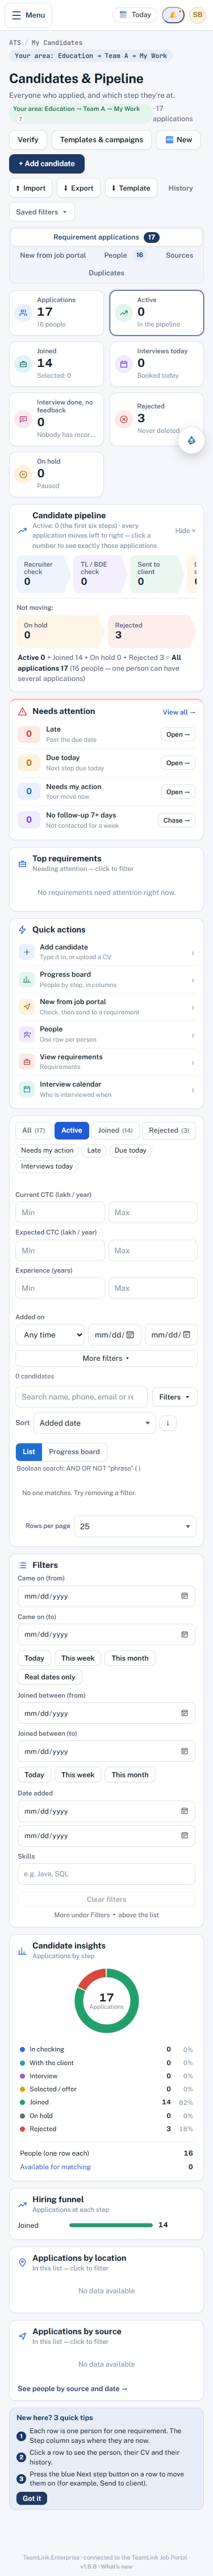 Menu
Today
SB
ATS / My Candidates
Your area: Education → Team A → My Work
Candidates & Pipeline
Everyone you applied, and which step they're at.
Your area: Education — Team A — My Work
?
· 17 applications
Verify
Templates & campaigns
New
+ Add candidate
Import
Export
Template
History
Saved filters
Requirement applications 17
New from job portal
People 16
Sources
Duplicates
Applications
17
16 people
Active
0
In the pipeline
Joined
14
Selected: 0
Interviews today
0
Booked today
Interview done, no feedback
0
Nobody has recor...
Rejected
3
Never deleted
On hold
0
Paused
Candidate pipeline
Active: 0 (the first six steps) · every
application moves left to right — click a
number to see exactly those applications
Hide
Recruiter check
0
TL / BDE check
0
Sent to client
0
Not moving:
On hold
0
Rejected
3
Active 0 + Joined 14 + On hold 0 + Rejected 3 = All
applications 17 (16 people — one person can have
several applications)
Needs attention
View all →
0
Late
Past the due date
Open →
0
Due today
Next step due today
Open →
0
Needs my action
Your move now
Open →
0
No follow-up 7+ days
Not contacted for a week
Chase →
Top requirements
Needing attention — click to filter
No requirements need attention right now.
Quick actions
Add candidate
Type it in, or upload a CV
Progress board
People by step, in columns
New from job portal
Check, then send to a requirement
People
One row per person
View requirements
Requirements
Interview calendar
Who is interviewed when
All (17)
Active
Joined (14)
Rejected (3)
Needs my action
Late
Due today
Interviews today
Current CTC (lakh / year)
Min
Max
Expected CTC (lakh / year)
Min
Max
Experience (years)
Min
Max
Added on
Any time
mm/dd/
mm/dd/
More filters
0 candidates
Search name, phone, email or re
Filters
Sort
Added date
↓
List
Progress board
Boolean search: AND OR NOT "phrase" ( )
No one matches. Try removing a filter.
Rows per page
25
Filters
Came on (from)
mm/dd/yyyy
Came on (to)
mm/dd/yyyy
Today
This week
This month
Real dates only
Joined between (from)
mm/dd/yyyy
Joined between (to)
mm/dd/yyyy
Today
This week
This month
Date added
mm/dd/yyyy
mm/dd/yyyy
Skills
e.g. Java, SQL
Clear filters
More under Filters ▾ above the list
Candidate insights
Applications by step
17
Applications
In checking 0 0%
With the client 0 0%
Interview 0 0%
Selected / offer 0 0%
Joined 14 82%
On hold 0 0%
Rejected 3 18%
People (one row each) 16
Available for matching 0
Hiring funnel
Applications at each step
Joined 14
Applications by location
In this list — click to filter
No data available
Applications by source
In this list — click to filter
No data available
See people by source and date →
New here? 3 quick tips
1 Each row is one person for one requirement. The
Step column says where they are now.
2 Click a row to see the person, their CV and their
history.
3 Press the blue Next step button on a row to move
them on (for example, Send to client).
Got it
TeamLink Enterprise · connected to the TeamLink Job Portal ·
v1.6.8 · What's new